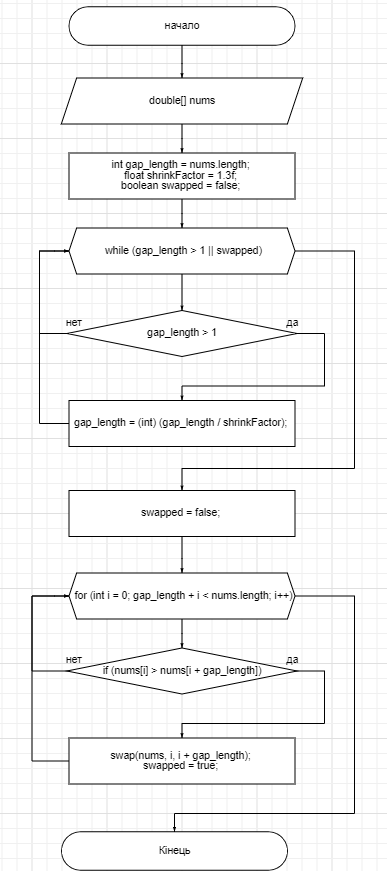 начало
double[] nums
int gap_length = nums.length;
float shrinkFactor = 1.3f;
boolean swapped = false;
while (gap_length > 1 || swapped)
нет
да
gap_length > 1
gap_length = (int) (gap_length / shrinkFactor);
swapped = false;
for (int i = 0; gap_length + i < nums.length; i++)
нет
да
if (nums[i] > nums[i + gap_length])
swap(nums, i, i + gap_length);
swapped = true;
Кінець